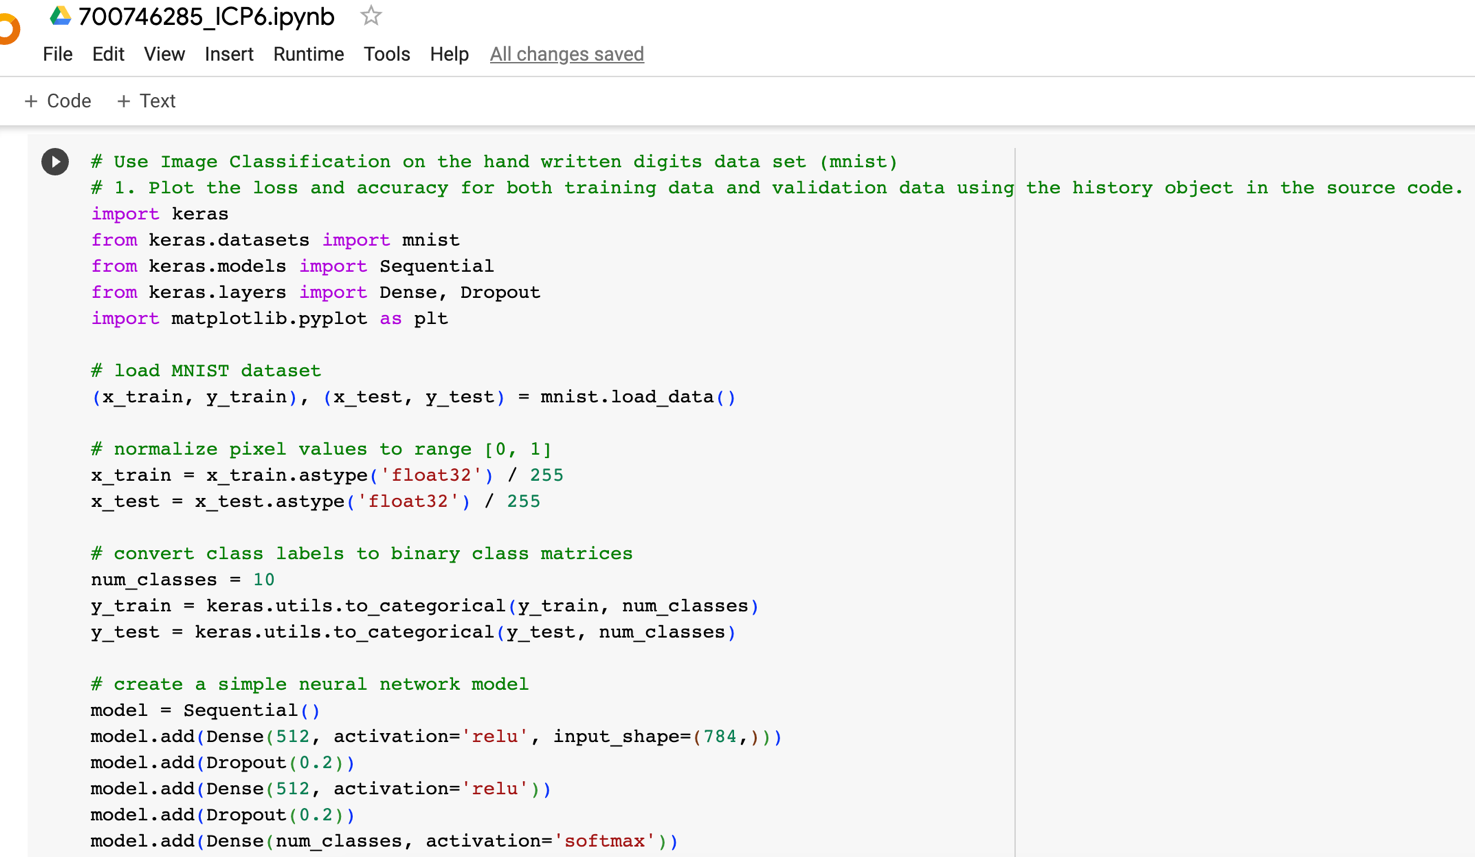 700746285_ICP6.ipynb
File Edit View Insert Runtime Tools Help All changes saved
+ Code + Text
# Use Image Classification on the hand written digits data set (mnist)
# 1. Plot the loss and accuracy for both training data and validation data using the history object in the source code.
import keras
from keras.datasets import mnist
from keras.models import Sequential
from keras.layers import Dense, Dropout
import matplotlib.pyplot as plt
# load MNIST dataset
(x_train, y_train), (x_test, y_test) = mnist.load_data()
# normalize pixel values to range [0, 1]
x_train = x_train.astype('float32') / 255
x_test = x_test.astype('float32') / 255
# convert class labels to binary class matrices
num_classes = 10
y_train = keras.utils.to_categorical(y_train, num_classes)
y_test = keras.utils.to_categorical(y_test, num_classes)
# create a simple neural network model
model = Sequential()
model.add(Dense(512, activation='relu', input_shape=(784,)))
model.add(Dropout(0.2))
model.add(Dense(512, activation='relu'))
model.add(Dropout(0.2))
model.add(Dense(num_classes, activation='softmax'))